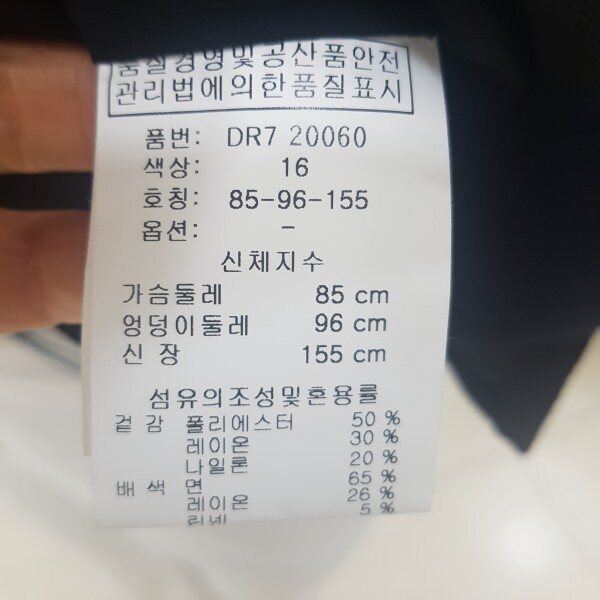 품질경영및공산품안전
관리법에의한품질표시
품번: DR7 20060
색상: 16
호칭: 85-96-155
옵션: -
신체지수
가슴둘레 85 cm
엉덩이둘레 96 cm
신 장 155 cm
섬유의조성및혼용률
겉 감 폴리에스터 50 %
레이온 30 %
나일론 20 %
배 색 면 65 %
레이온 26 %
린넨 5 %